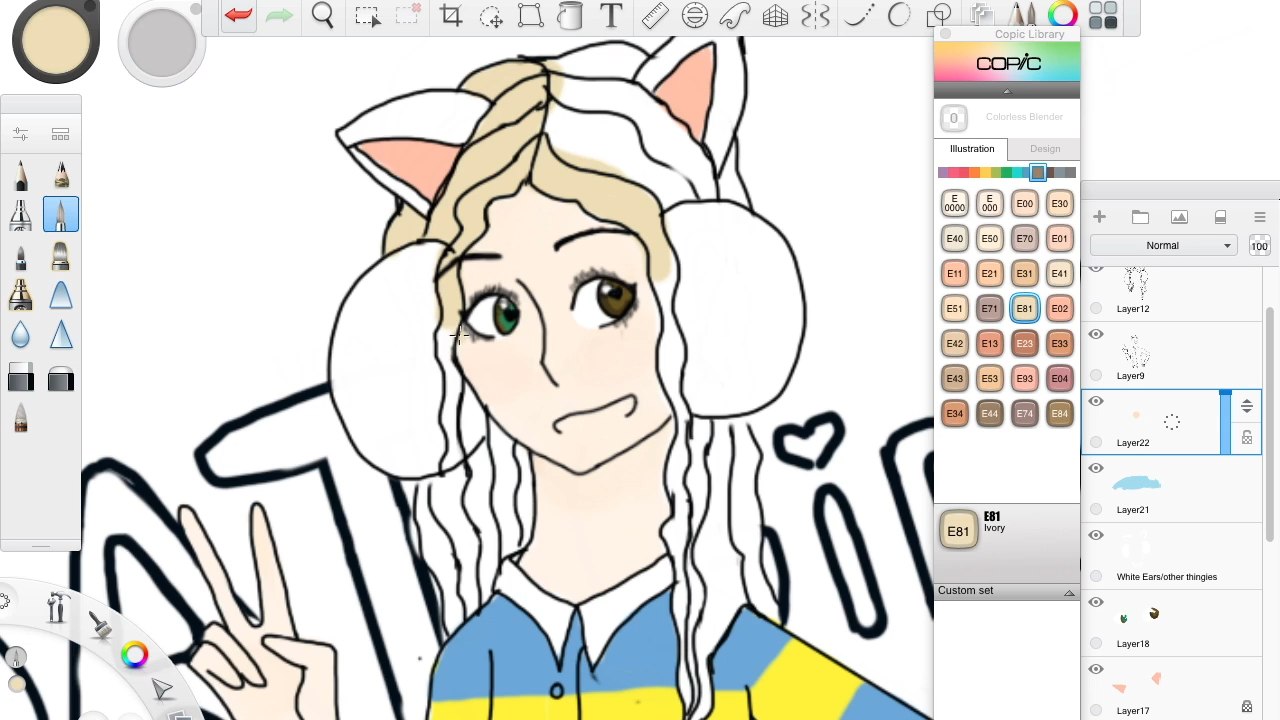 Copic Library
COPIC
0 Colorless Blender
Illustration Design
E 0000 E 000 E00 E30
E40 E50 E70 E01
E11 E21 E31 E41
E51 E71 E81 E02
E42 E13 E23 E33
E43 E53 E93 E04
E34 E44 E74 E84
E81 E81
Ivory
Custom set
Normal 100
Layer12
Layer9
Layer22
Layer21
White Ears/other thingies
Layer18
Layer17